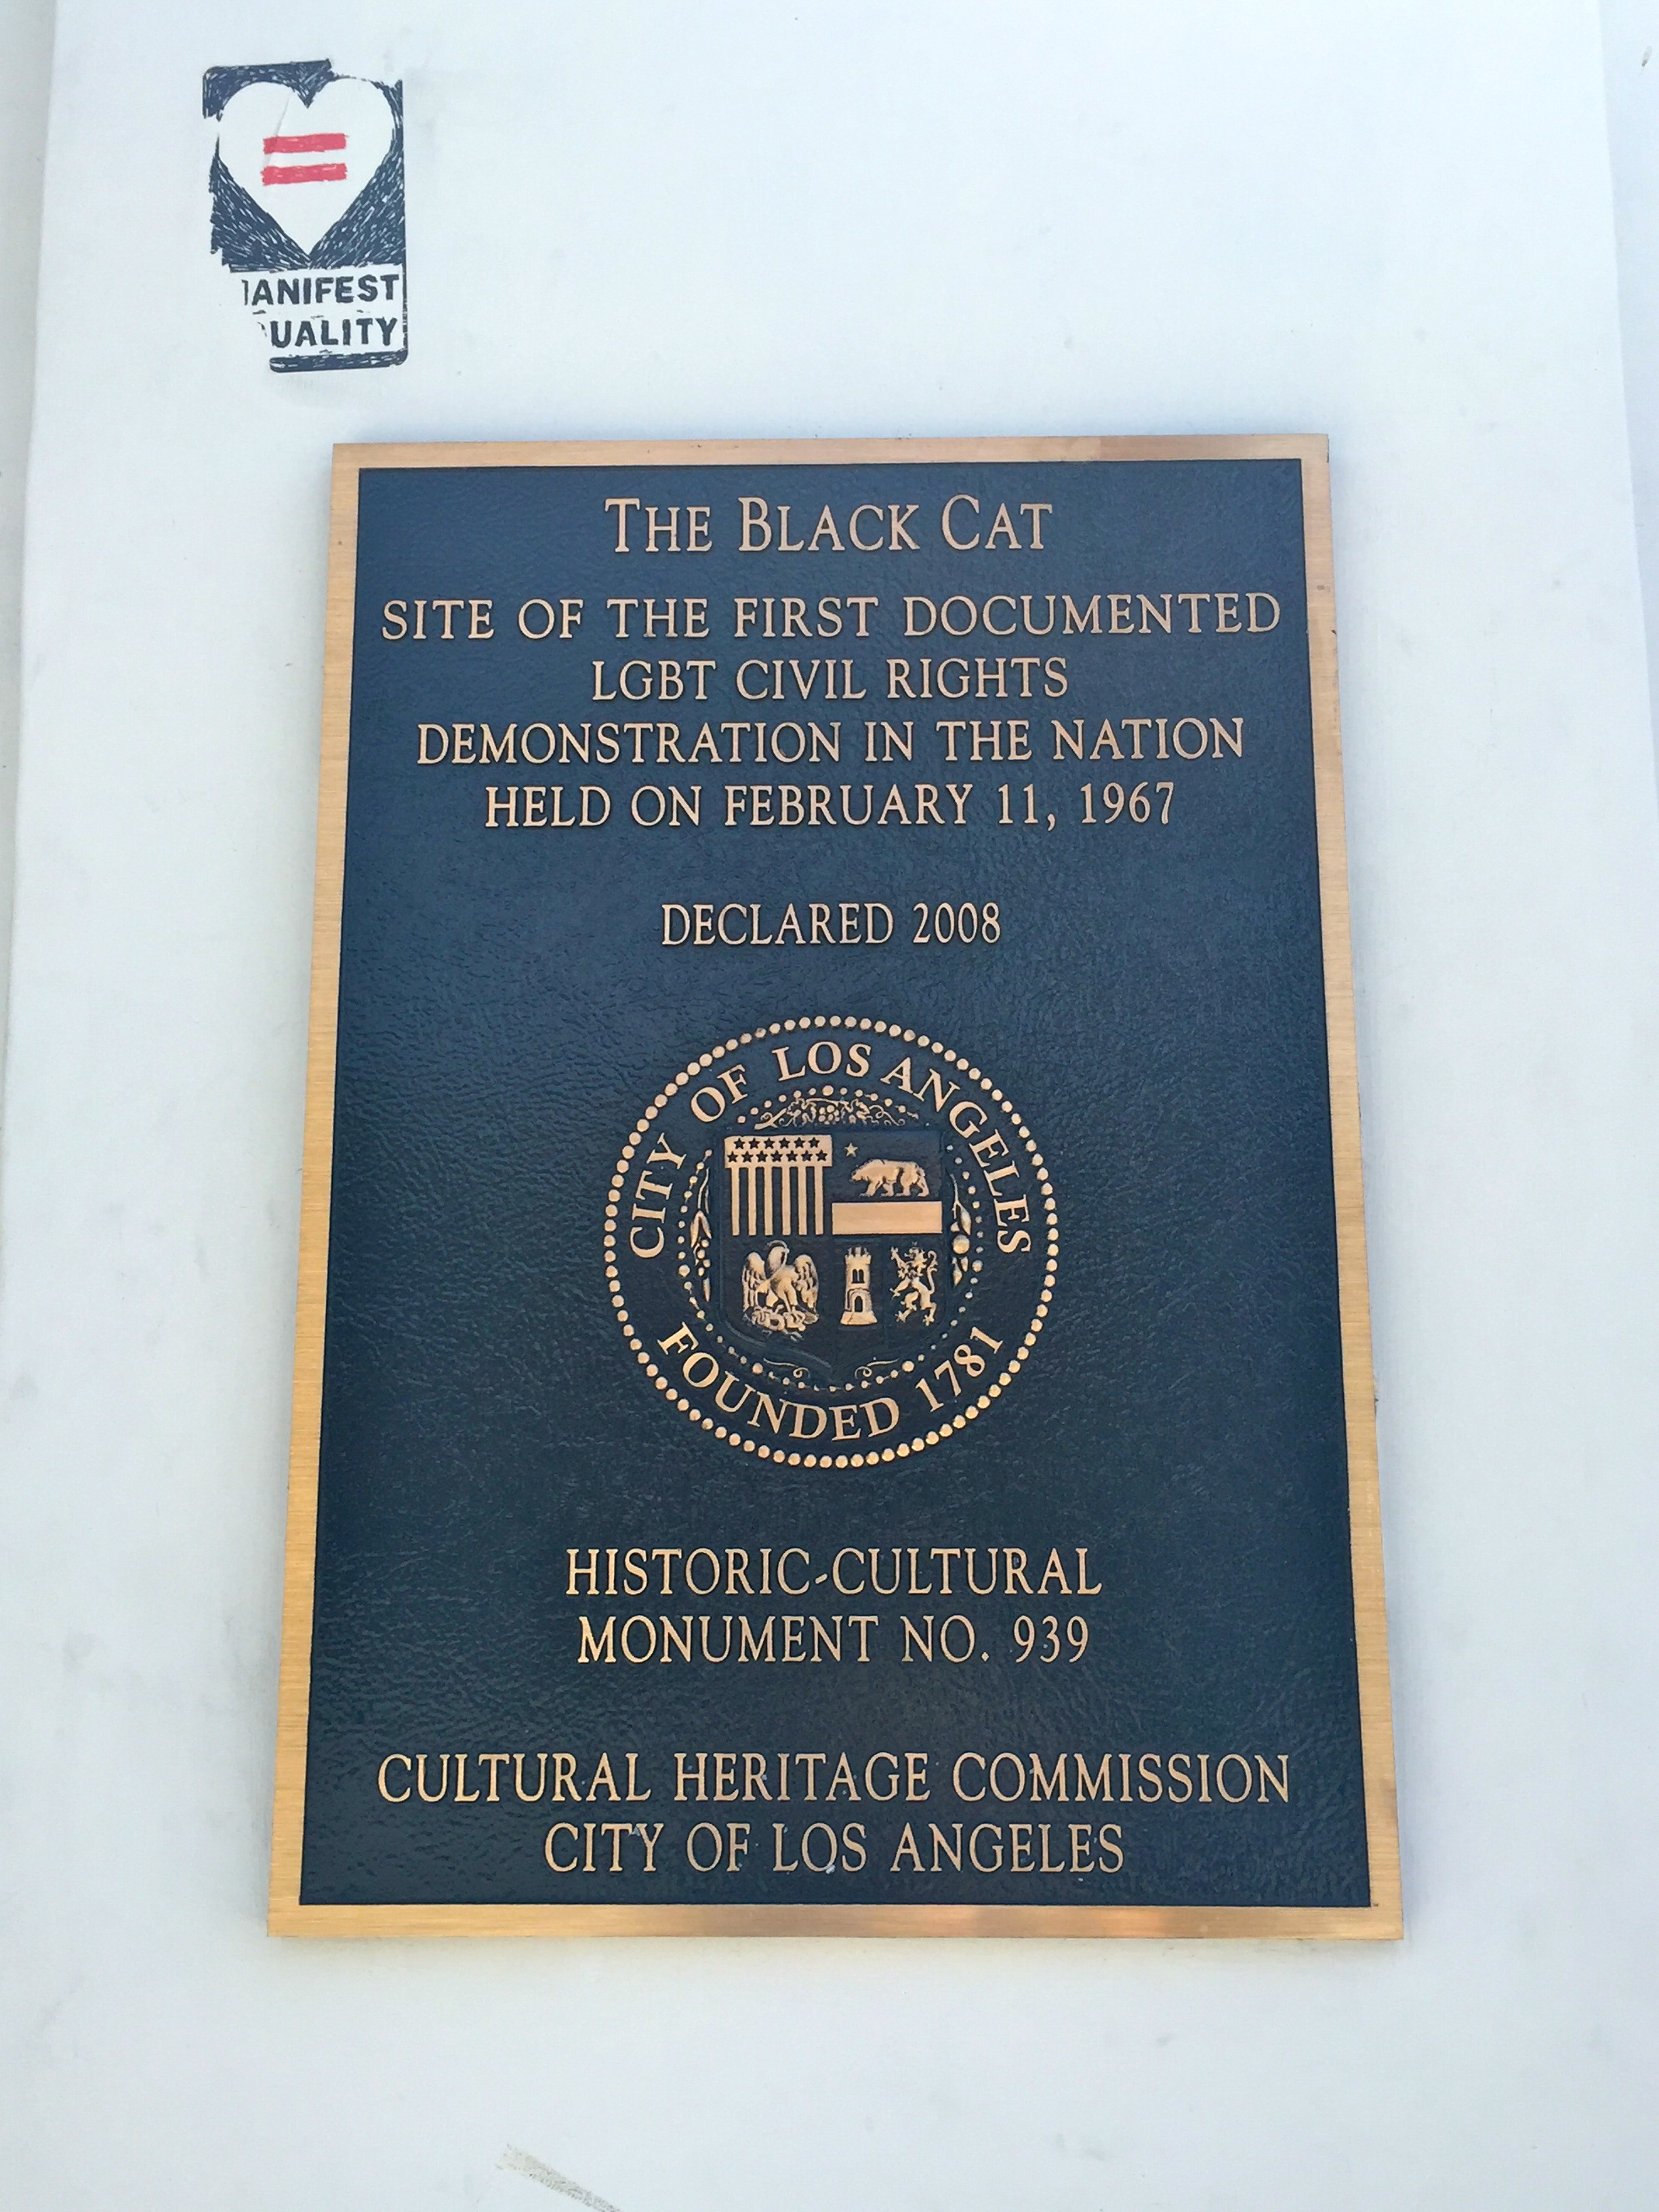 ANIFEST
UALITY
THE BLACK CAT
SITE OF THE FIRST DOCUMENTED
LGBT CIVIL RIGHTS
DEMONSTRATION IN THE NATION
HELD ON FEBRUARY 11, 1967
DECLARED 2008
CITY OF LOS ANGELES
FOUNDED 1781
HISTORIC-CULTURAL
MONUMENT NO. 939
CULTURAL HERITAGE COMMISSION
CITY OF LOS ANGELES